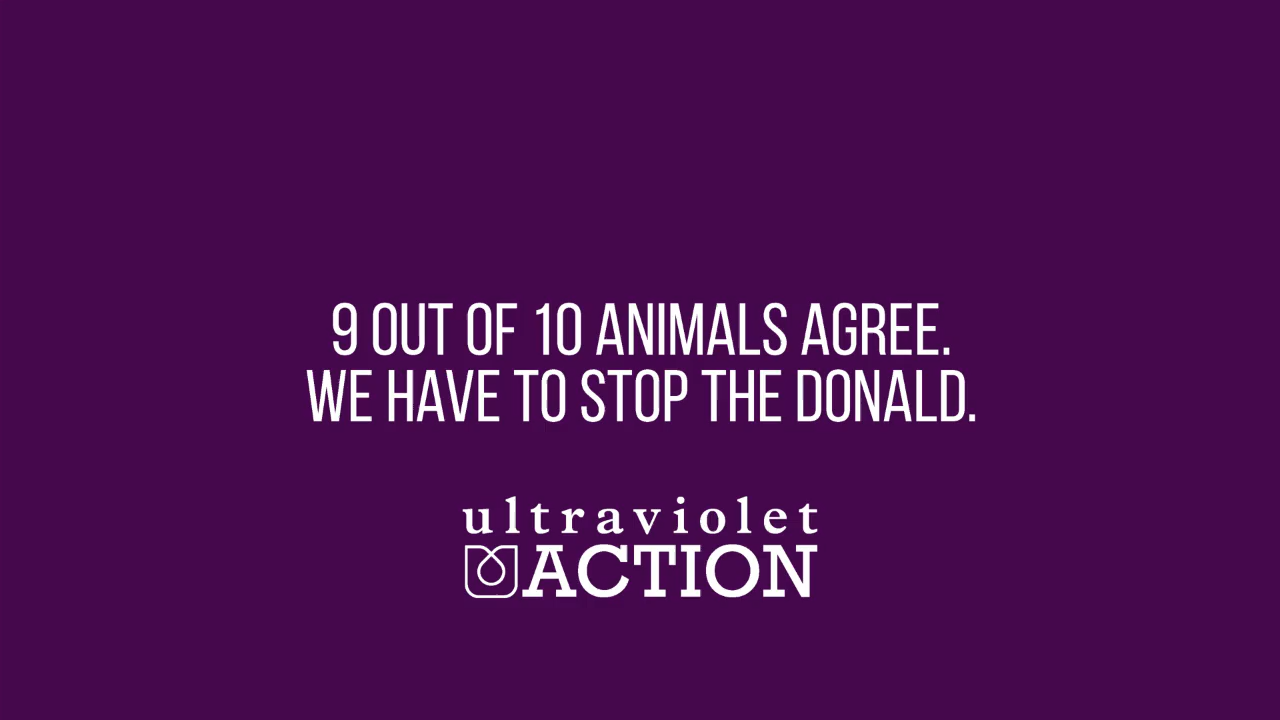 9 OUT OF 10 ANIMALS AGREE.
WE HAVE TO STOP THE DONALD.
ultraviolet
ACTION